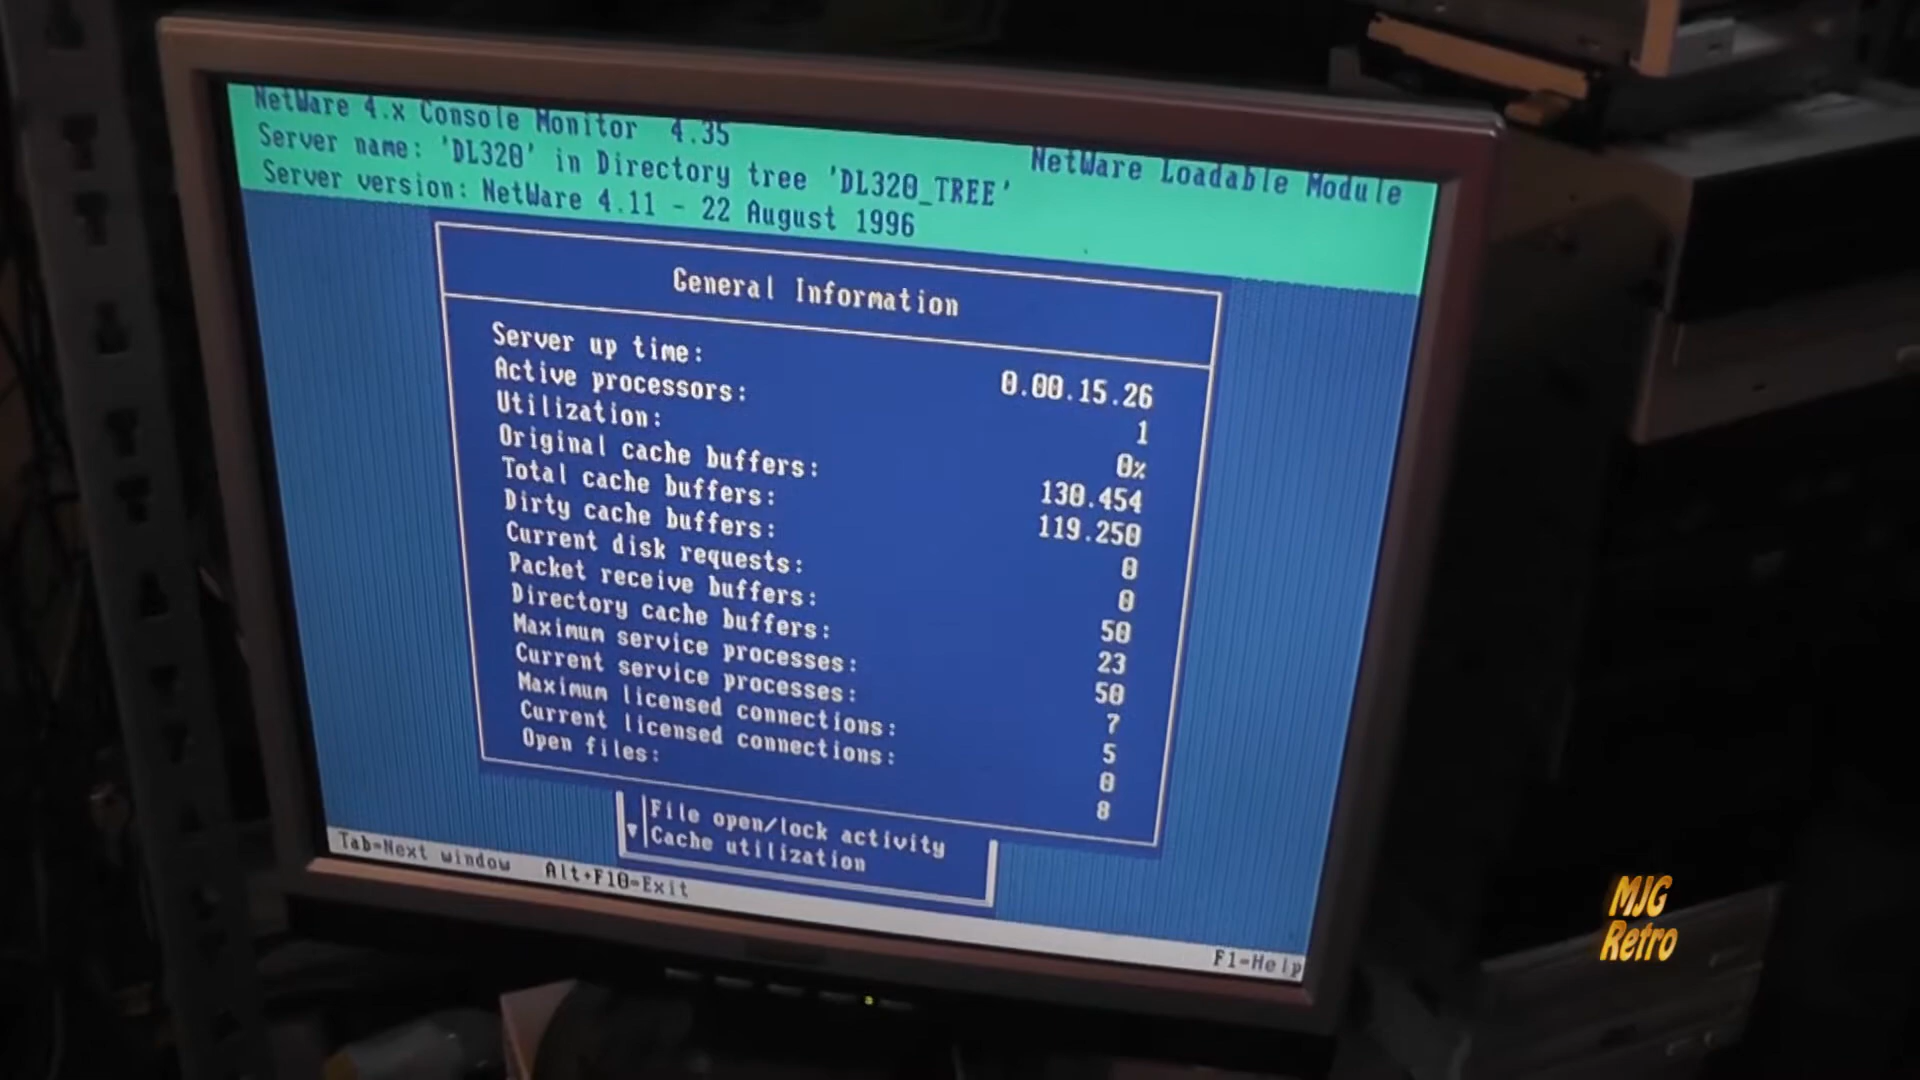 NetWare 4.x Console Monitor 4.35 NetWare Loadable Module
Server name: 'DL320' in Directory tree 'DL320_TREE'
Server version: NetWare 4.11 - 22 August 1996
General Information
Server up time: 0.00.15.26
Active processors: 1
Utilization: 0%
Original cache buffers: 130.454
Total cache buffers: 119.250
Dirty cache buffers: 0
Current disk requests: 0
Packet receive buffers: 50
Directory cache buffers: 23
Maximum service processes: 50
Current service processes: 7
Maximum licensed connections: 5
Current licensed connections: 0
Open files: 8
File open/lock activity
▼ Cache utilization
Tab=Next window Alt+F10=Exit F1=Help
MJG
Retro